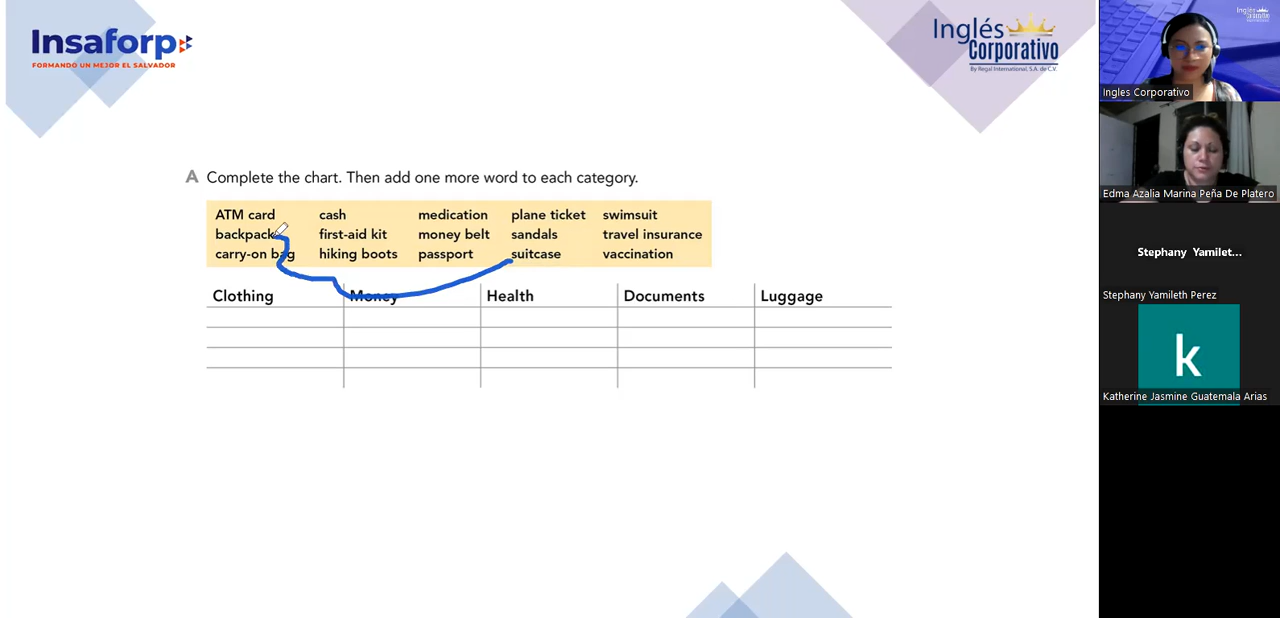 Insaforp
FORMANDO UN MEJOR EL SALVADOR
Inglés
Corporativo
By Regal International, S.A. de C.V.
A Complete the chart. Then add one more word to each category.
ATM card cash medication plane ticket swimsuit
backpack first-aid kit money belt sandals travel insurance
carry-on bag hiking boots passport suitcase vaccination
Clothing Money Health Documents Luggage
Ingles Corporativo
Edma Azalia Marina Peña De Platero
Stephany Yamilet...
Stephany Yamileth Perez
k
Katherine Jasmine Guatemala Arias